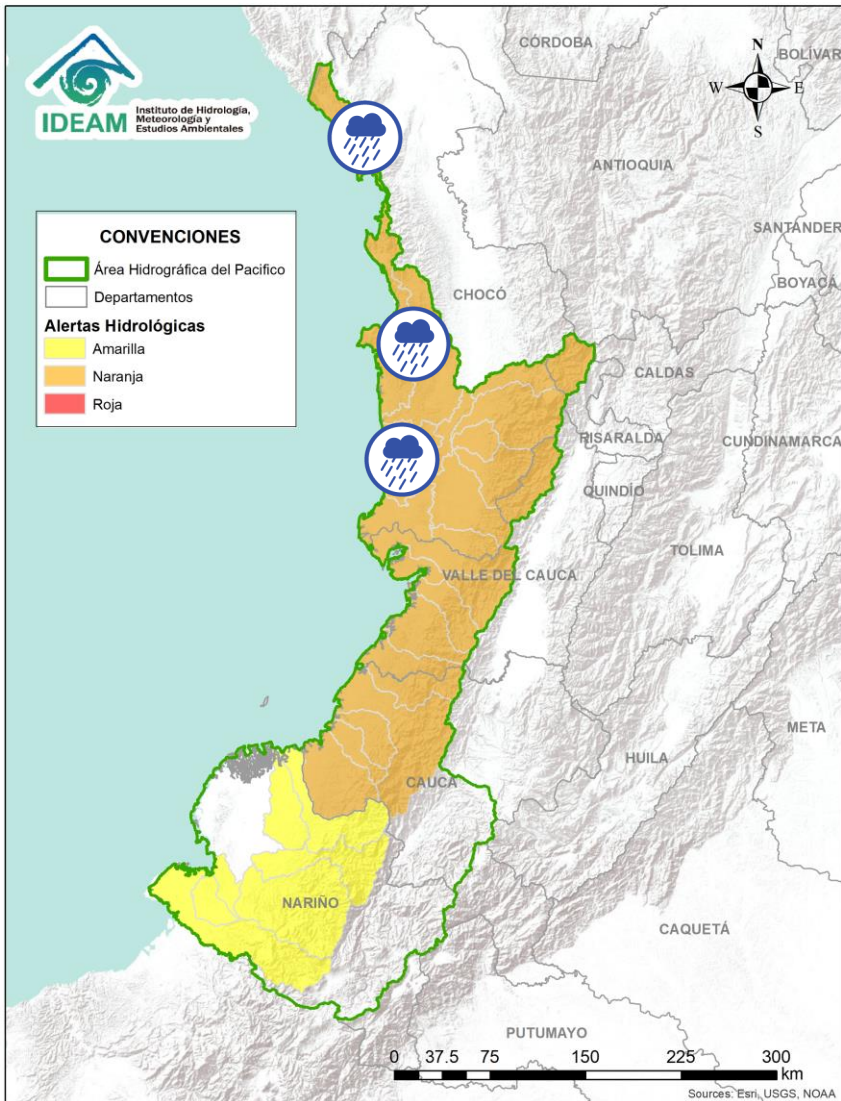 IDEAM
Instituto de Hidrología,
Meteorología y
Estudios Ambientales
CÓRDOBA
BOLÍVAR
N
W
E
S
ANTIOQUIA
SANTANDER
CONVENCIONES
Área Hidrográfica del Pacifico
Departamentos
Alertas Hidrológicas
Amarilla
Naranja
Roja
BOYACÁ
CHOCÓ
CALDAS
RISARALDA
CUNDINAMARCA
QUINDÍO
TOLIMA
VALLE DEL CAUCA
META
HUILA
CAUCA
NARIÑO
CAQUETÁ
PUTUMAYO
0 37.5 75 150 225 300
km
Sources: Esri, USGS, NOAA